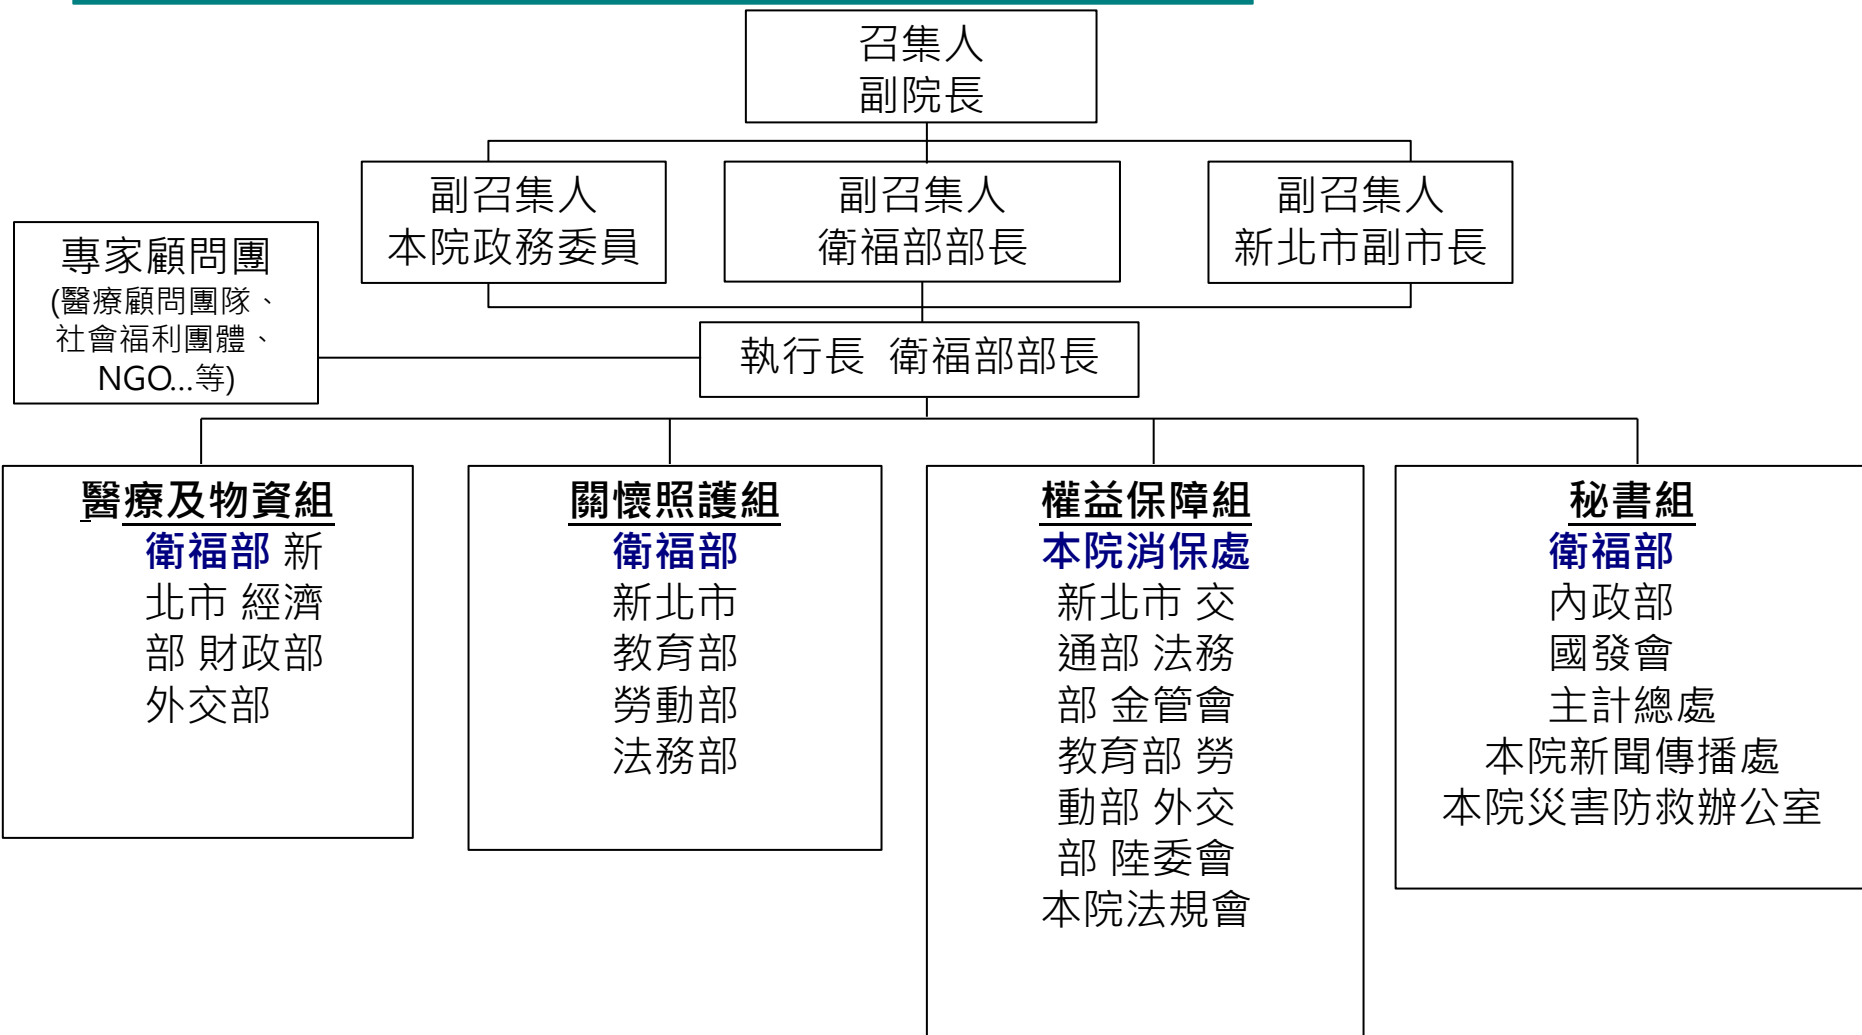 召集人
副院長
副召集人
本院政務委員
副召集人
衛福部部長
副召集人
新北市副市長
專家顧問團
(醫療顧問團隊、
社會福利團體、
NGO...等)
執行長 衛福部部長
醫療及物資組
衛福部 新
北市 經濟
部 財政部
外交部
關懷照護組
衛福部
新北市
教育部
勞動部
法務部
權益保障組
本院消保處
新北市 交
通部 法務
部 金管會
教育部 勞
動部 外交
部 陸委會
本院法規會
秘書組
衛福部
內政部
國發會
主計總處
本院新聞傳播處
本院災害防救辦公室